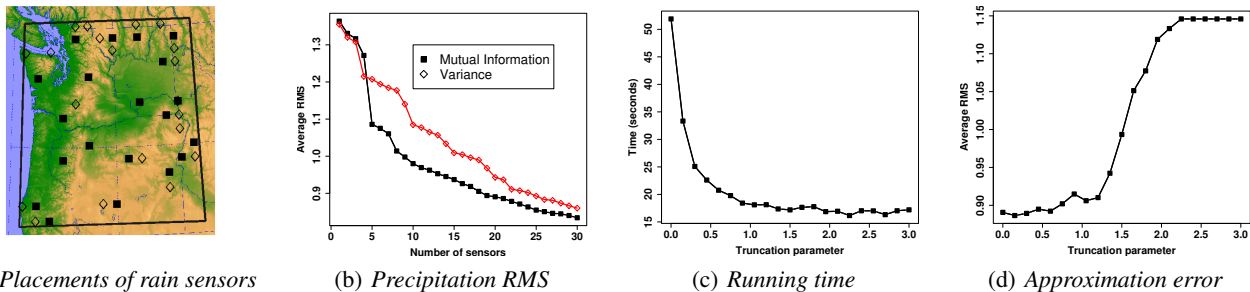 Average RMS
1.3
1.2
1.1
1.0
0.9
Mutual Information
Variance
0 5 10 15 20 25 30
Number of sensors
Time (seconds)
50
45
40
35
30
25
20
15
0.0 0.5 1.0 1.5 2.0 2.5 3.0
Truncation parameter
Average RMS
1.15
1.10
1.05
1.00
0.95
0.90
0.0 0.5 1.0 1.5 2.0 2.5 3.0
Truncation parameter
Placements of rain sensors
(b) Precipitation RMS
(c) Running time
(d) Approximation error